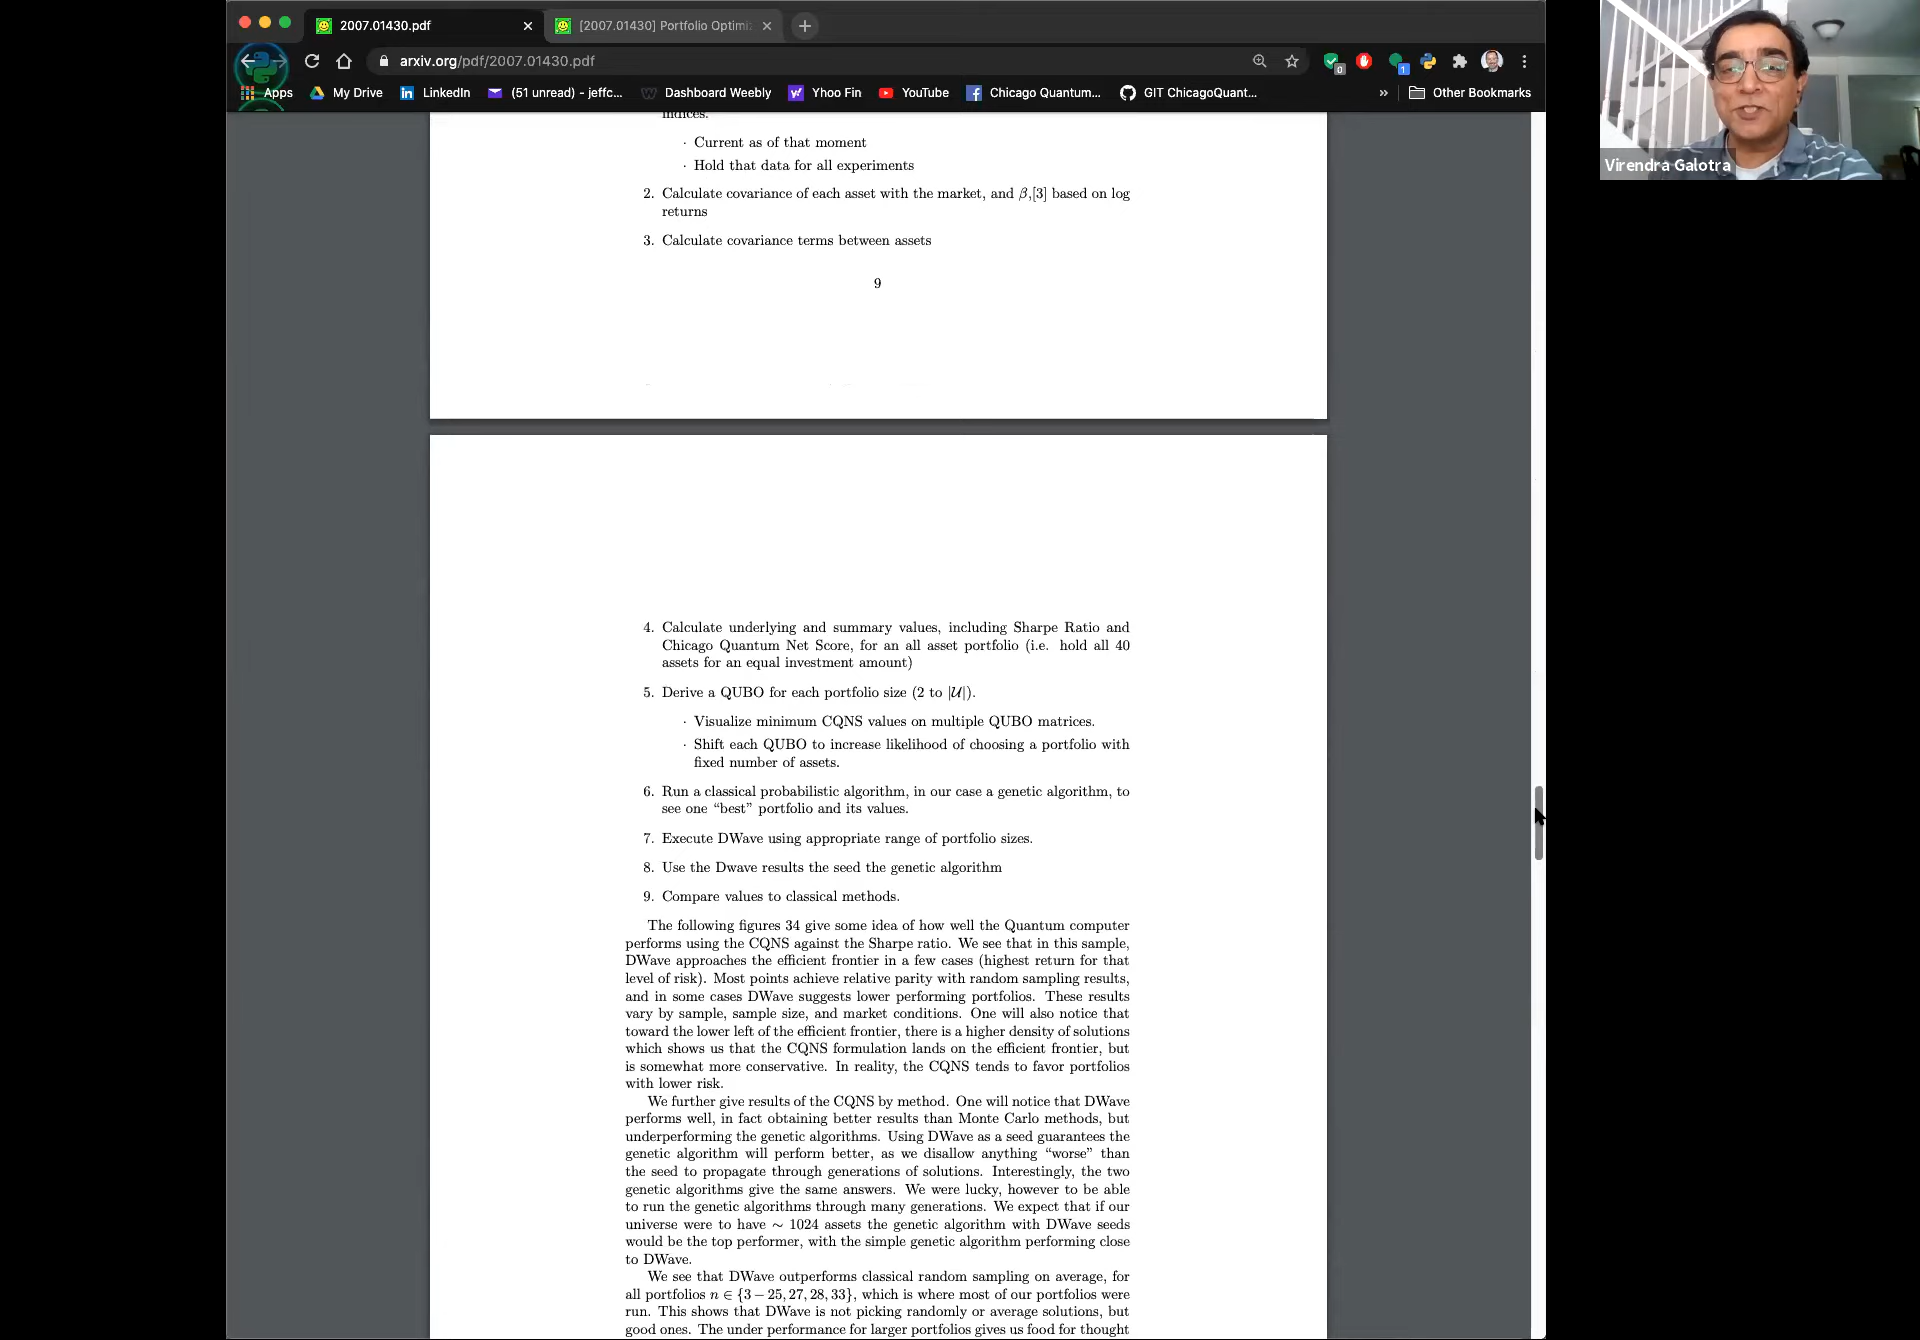 2007.01430.pdf
[2007.01430] Portfolio Optimi
arxiv.org/pdf/2007.01430.pdf
0
1
Apps
My Drive
LinkedIn
(51 unread) - jeffc...
Dashboard Weebly
Yhoo Fin
YouTube
Chicago Quantum...
GIT ChicagoQuant...
»
Other Bookmarks
Virendra Galotra
indices.
· Current as of that moment
· Hold that data for all experiments
2. Calculate covariance of each asset with the market, and β,[3] based on log
returns
3. Calculate covariance terms between assets
9
4. Calculate underlying and summary values, including Sharpe Ratio and
Chicago Quantum Net Score, for an all asset portfolio (i.e. hold all 40
assets for an equal investment amount)
5. Derive a QUBO for each portfolio size (2 to |𝒰|).
· Visualize minimum CQNS values on multiple QUBO matrices.
· Shift each QUBO to increase likelihood of choosing a portfolio with
fixed number of assets.
6. Run a classical probabilistic algorithm, in our case a genetic algorithm, to
see one “best” portfolio and its values.
7. Execute DWave using appropriate range of portfolio sizes.
8. Use the Dwave results the seed the genetic algorithm
9. Compare values to classical methods.
The following figures 34 give some idea of how well the Quantum computer
performs using the CQNS against the Sharpe ratio. We see that in this sample,
DWave approaches the efficient frontier in a few cases (highest return for that
level of risk). Most points achieve relative parity with random sampling results,
and in some cases DWave suggests lower performing portfolios. These results
vary by sample, sample size, and market conditions. One will also notice that
toward the lower left of the efficient frontier, there is a higher density of solutions
which shows us that the CQNS formulation lands on the efficient frontier, but
is somewhat more conservative. In reality, the CQNS tends to favor portfolios
with lower risk.
We further give results of the CQNS by method. One will notice that DWave
performs well, in fact obtaining better results than Monte Carlo methods, but
underperforming the genetic algorithms. Using DWave as a seed guarantees the
genetic algorithm will perform better, as we disallow anything “worse” than
the seed to propagate through generations of solutions. Interestingly, the two
genetic algorithms give the same answers. We were lucky, however to be able
to run the genetic algorithms through many generations. We expect that if our
universe were to have ∼ 1024 assets the genetic algorithm with DWave seeds
would be the top performer, with the simple genetic algorithm performing close
to DWave.
We see that DWave outperforms classical random sampling on average, for
all portfolios n ∈ {3 − 25, 27, 28, 33}, which is where most of our portfolios were
run. This shows that DWave is not picking randomly or average solutions, but
good ones. The under performance for larger portfolios gives us food for thought